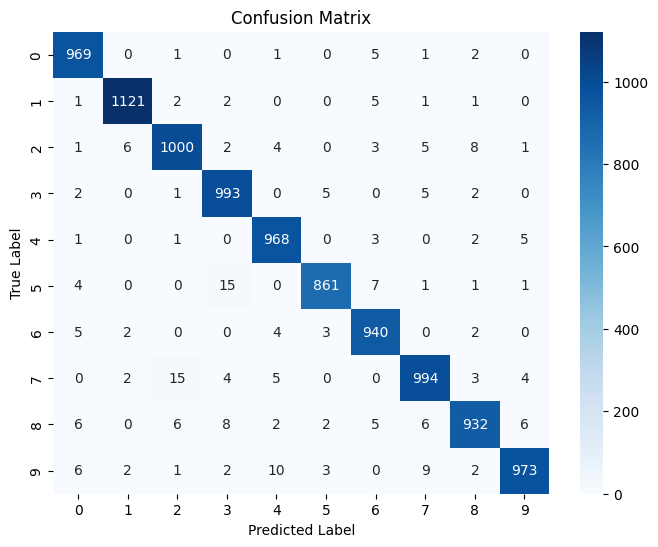 Confusion Matrix
0 969 0 1 0 1 0 5 1 2 0
1 1 1121 2 2 0 0 5 1 1 0
2 1 6 1000 2 4 0 3 5 8 1
3 2 0 1 993 0 5 0 5 2 0
4 1 0 1 0 968 0 3 0 2 5
5 4 0 0 15 0 861 7 1 1 1
6 5 2 0 0 4 3 940 0 2 0
7 0 2 15 4 5 0 0 994 3 4
8 6 0 6 8 2 2 5 6 932 6
9 6 2 1 2 10 3 0 9 2 973
0 1 2 3 4 5 6 7 8 9
Predicted Label
True Label
1000
800
600
400
200
0